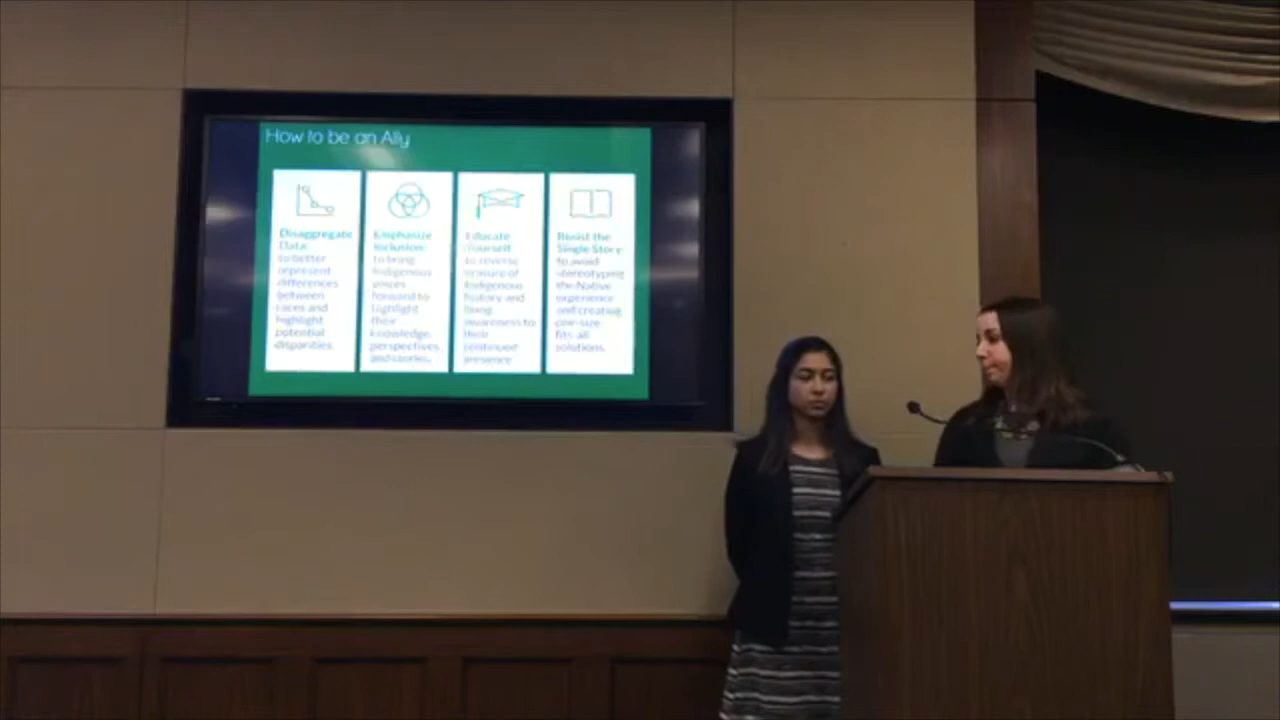 How to be an Ally
Disaggregate
Data:
to better
represent
differences
between
races and
highlight
potential
disparities.
Emphasize
Inclusion:
to bring
Indigenous
voices
forward to
highlight
their
knowledge,
perspectives,
and stories.
Educate
Yourself:
to reverse
erasure of
Indigenous
history and
bring
awareness to
their
continued
presence
Resist the
Single Story:
to avoid
stereotyping
the Native
experience
and creating
one-size
fits all
solutions.